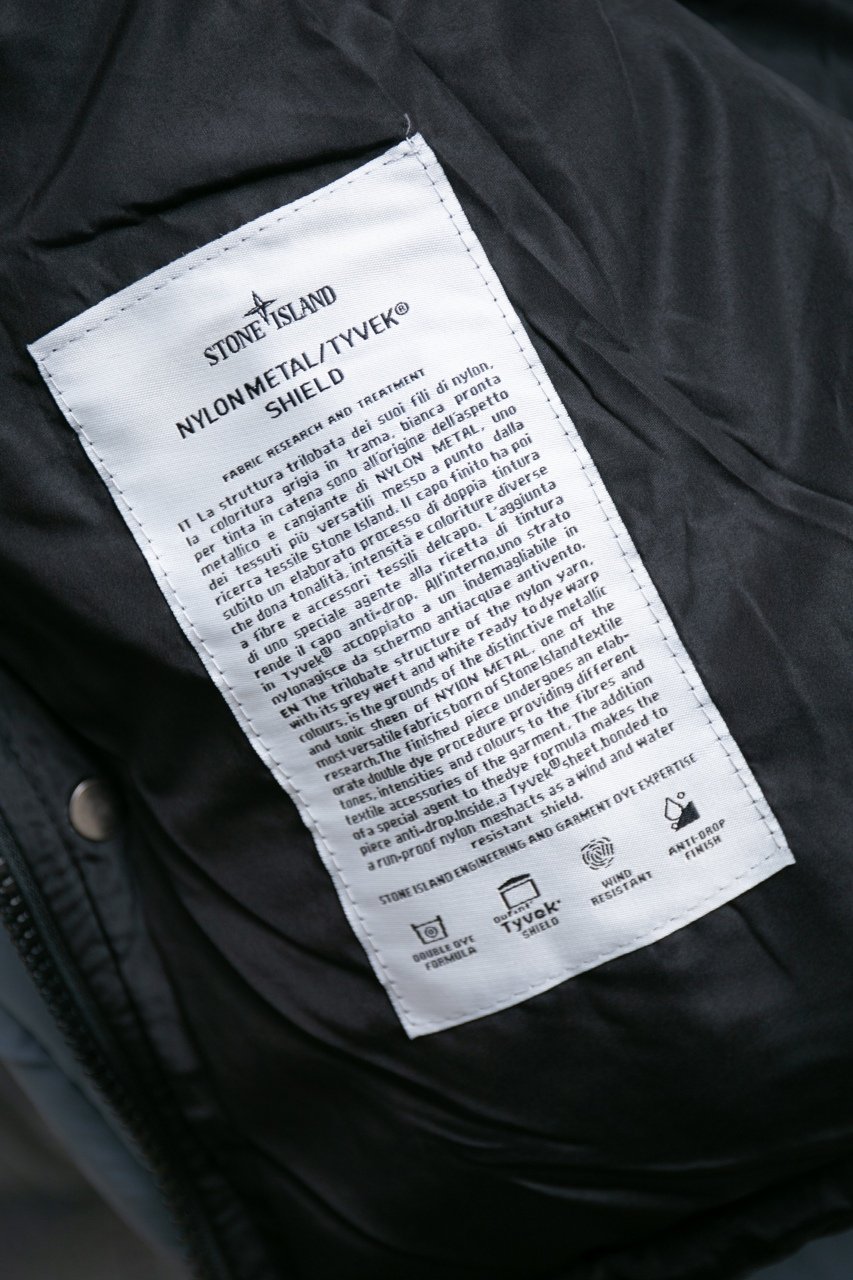 STONE ISLAND
NYLON METAL/TYVEK®
SHIELD
FABRIC RESEARCH AND TREATMENT
IT La struttura trilobata dei suoi fili di nylon,
la coloritura grigia in trama, bianca pronta
per tinta in catena sono all'origine dell'aspetto
metallico e cangiante di NYLON METAL, uno
dei tessuti più versatili messo a punto dalla
ricerca tessile Stone Island. Il capo finito ha poi
subito un elaborato processo di doppia tintura
che dona tonalità, intensità e coloriture diverse
a fibre e accessori tessili delcapo. L'aggiunta
di uno speciale agente alla ricetta di tintura
rende il capo anti-drop. All'interno,uno strato
in Tyvek® accoppiato a un indemagliabile in
nylonagisce da schermo antiacqua e antivento.
EN The trilobate structure of the nylon yarn,
with its grey weft and white ready to dye warp
colours, is the grounds of the distinctive metallic
and tonic sheen of NYLON METAL, one of the
most versatile fabrics born of Stone Island textile
research.The finished piece undergoes an elab-
orate double dye procedure providing different
tones, intensities and colours to the fibres and
textile accessories of the garment. The addition
of a special agent to thedye formula makes the
piece anti-drop.Inside,a Tyvek® sheet,bonded to
a run-proof nylon meshacts as a wind and water
resistant shield.
STONE ISLAND ENGINEERING AND GARMENT DYE EXPERTISE
DOUBLE DYE
FORMULA
DUPONT
Tyvek
SHIELD
WIND
RESISTANT
ANTI-DROP
FINISH